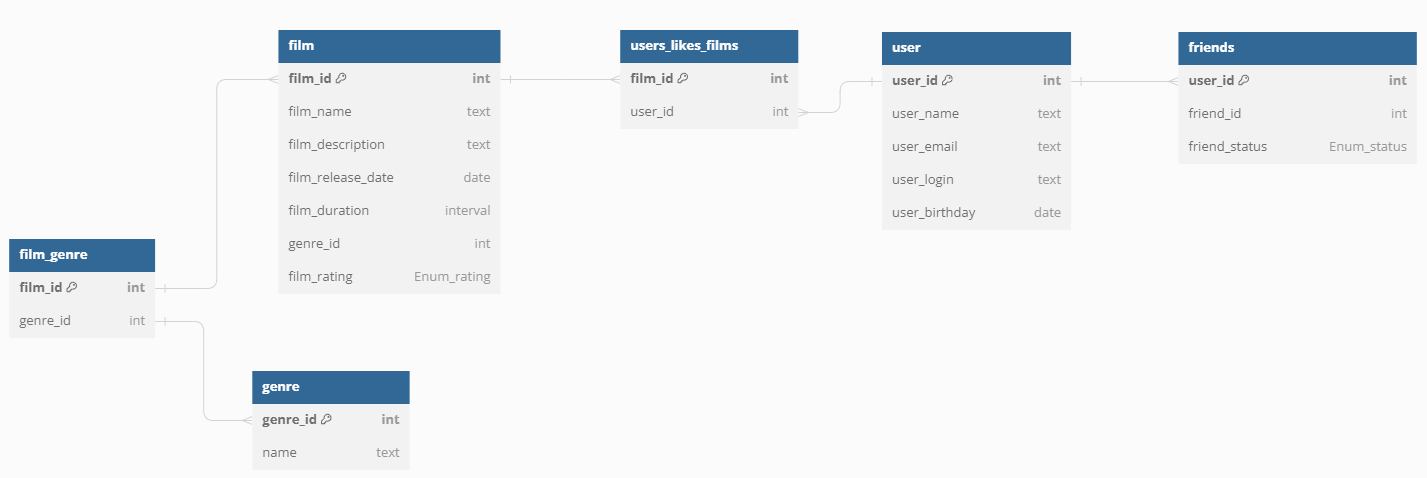 film
film_id int
film_name text
film_description text
film_release_date date
film_duration interval
genre_id int
film_rating Enum_rating
users_likes_films
film_id int
user_id int
user
user_id int
user_name text
user_email text
user_login text
user_birthday date
friends
user_id int
friend_id int
friend_status Enum_status
film_genre
film_id int
genre_id int
genre
genre_id int
name text